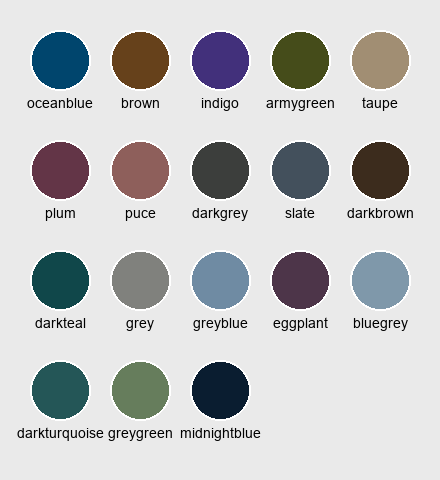 oceanblue brown indigo armygreen taupe
plum puce darkgrey slate darkbrown
darkteal grey greyblue eggplant bluegrey
darkturquoise greygreen midnightblue